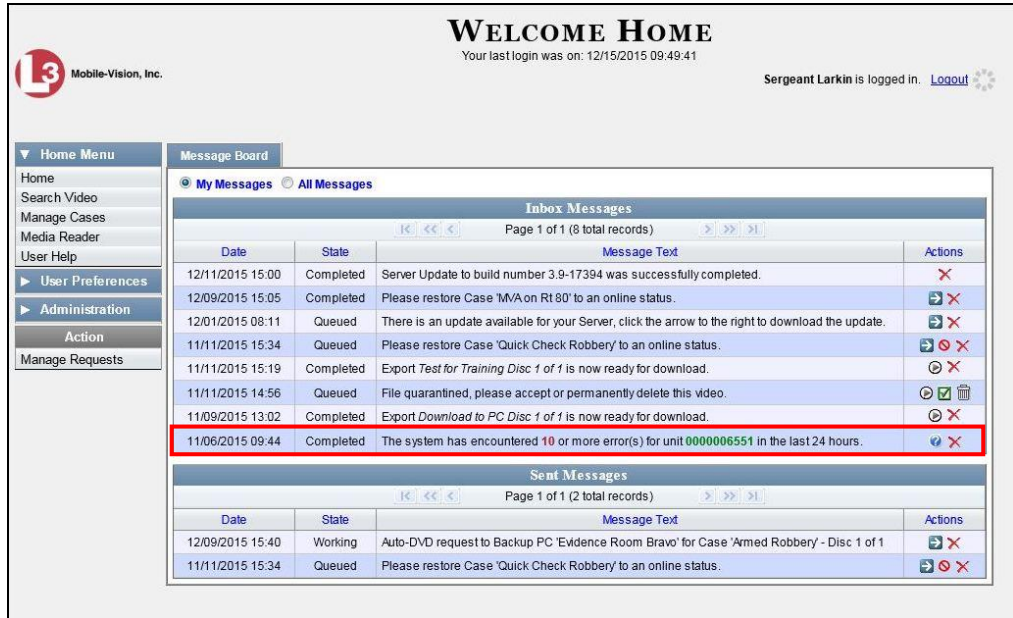 WELCOME HOME
Your last login was on: 12/15/2015 09:49:41
L3 Mobile-Vision, Inc.
Sergeant Larkin is logged in. Logout
Home Menu
Home
Search Video
Manage Cases
Media Reader
User Help
User Preferences
Administration
Action
Manage Requests
Message Board
My Messages All Messages
Inbox Messages
Page 1 of 1 (8 total records)
Date State Message Text Actions
12/11/2015 15:00 Completed Server Update to build number 3.9-17394 was successfully completed.
12/09/2015 15:05 Completed Please restore Case 'MVA on Rt 80' to an online status.
12/01/2015 08:11 Queued There is an update available for your Server, click the arrow to the right to download the update.
11/11/2015 15:34 Queued Please restore Case 'Quick Check Robbery' to an online status.
11/11/2015 15:19 Completed Export Test for Training Disc 1 of 1 is now ready for download.
11/11/2015 14:56 Queued File quarantined, please accept or permanently delete this video.
11/09/2015 13:02 Completed Export Download to PC Disc 1 of 1 is now ready for download.
11/06/2015 09:44 Completed The system has encountered 10 or more error(s) for unit 0000006551 in the last 24 hours.
Sent Messages
Page 1 of 1 (2 total records)
Date State Message Text Actions
12/09/2015 15:40 Working Auto-DVD request to Backup PC 'Evidence Room Bravo' for Case 'Armed Robbery' - Disc 1 of 1
11/11/2015 15:34 Queued Please restore Case 'Quick Check Robbery' to an online status.